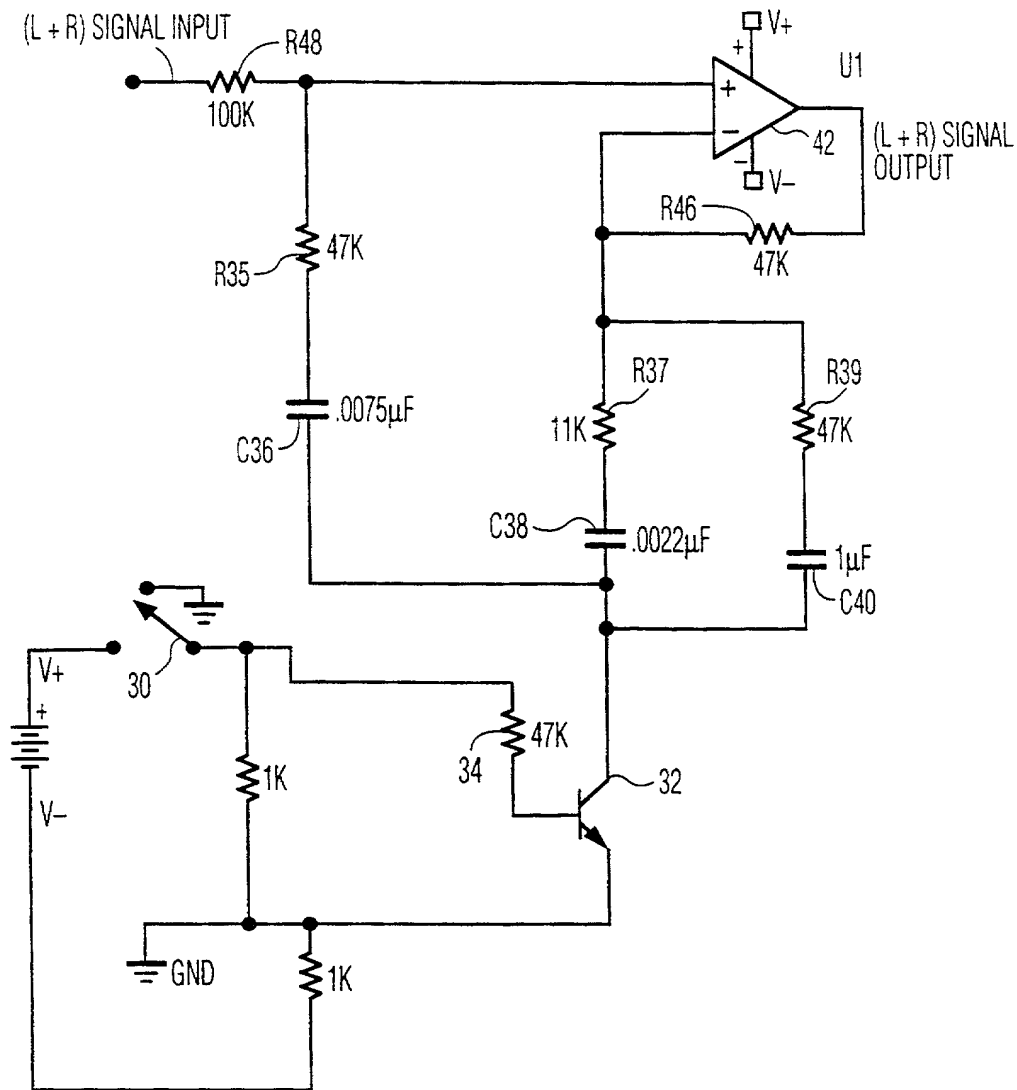 (L + R) SIGNAL INPUT
R48
100K
V+
+
U1
+
−
42
(L + R) SIGNAL
OUTPUT
−
V−
R46
47K
47K
R35
R37
R39
11K
47K
.0075µF
C36
C38
.0022µF
1µF
C40
V+
30
+
47K
34
32
1K
V−
GND
1K